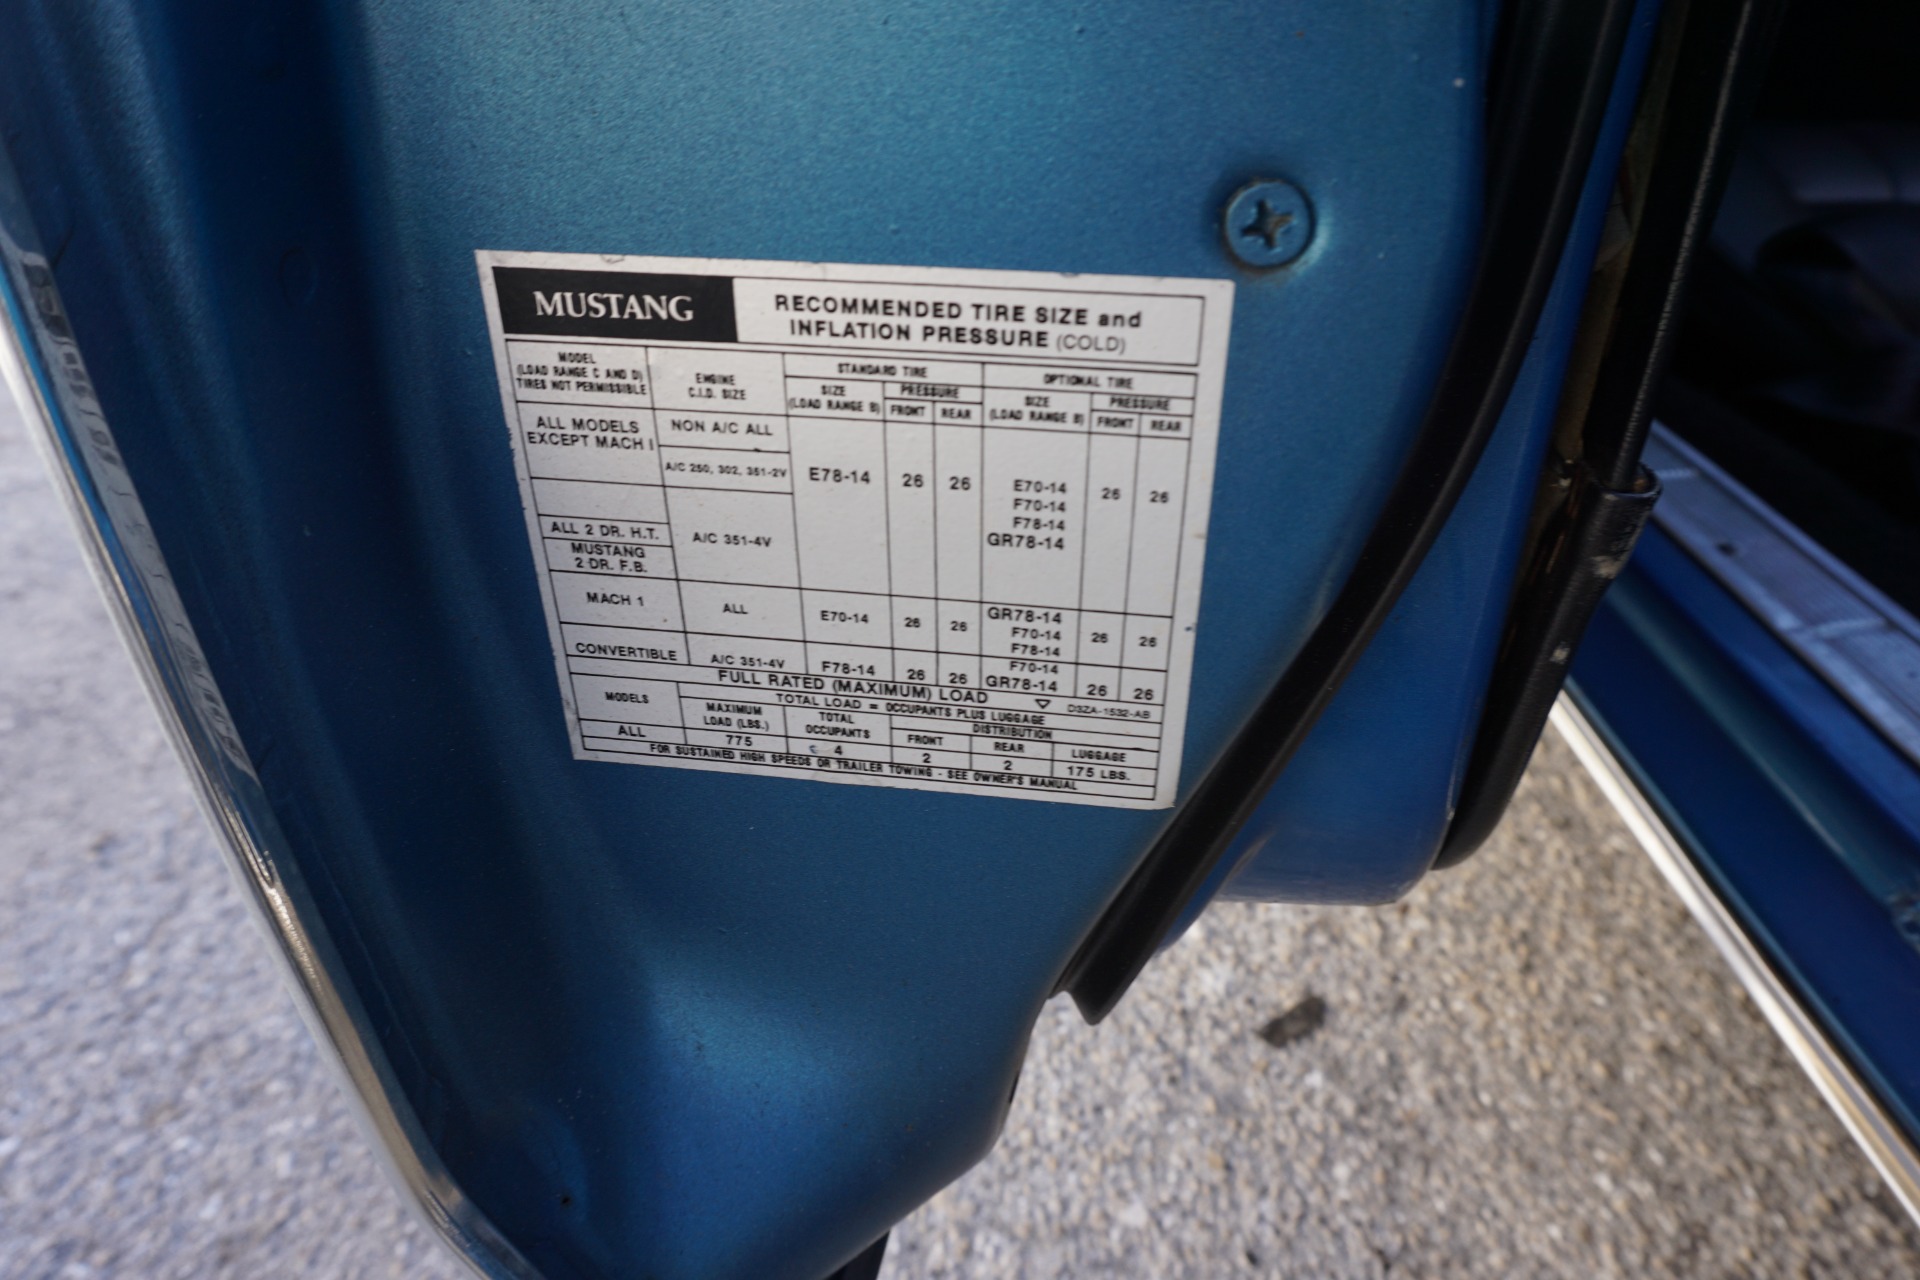 MUSTANG
RECOMMENDED TIRE SIZE and
INFLATION PRESSURE (COLD)
MODEL
(LOAD RANGE C AND D)
TIRES NOT PERMISSIBLE
ENGINE
C.I.D. SIZE
STANDARD TIRE
OPTIONAL TIRE
SIZE
(LOAD RANGE B)
PRESSURE
FRONT REAR
SIZE
(LOAD RANGE B)
PRESSURE
FRONT REAR
ALL MODELS
EXCEPT MACH I
NON A/C ALL
A/C 250, 302, 351-2V
E78-14 26 26
E70-14
F70-14
F78-14
GR78-14
26 26
ALL 2 DR. H.T.
MUSTANG
2 DR. F.B.
A/C 351-4V
MACH 1 ALL E70-14 26 26
GR78-14
F70-14
F78-14
26 26
CONVERTIBLE A/C 351-4V F78-14 26 26
F70-14
GR78-14
26 26
FULL RATED (MAXIMUM) LOAD
D3ZA-1532-AB
MODELS
MAXIMUM
LOAD (LBS.)
TOTAL LOAD = OCCUPANTS PLUS LUGGAGE
TOTAL
OCCUPANTS
DISTRIBUTION
FRONT REAR LUGGAGE
ALL 775 4 2 2 175 LBS.
FOR SUSTAINED HIGH SPEEDS OR TRAILER TOWING - SEE OWNER'S MANUAL